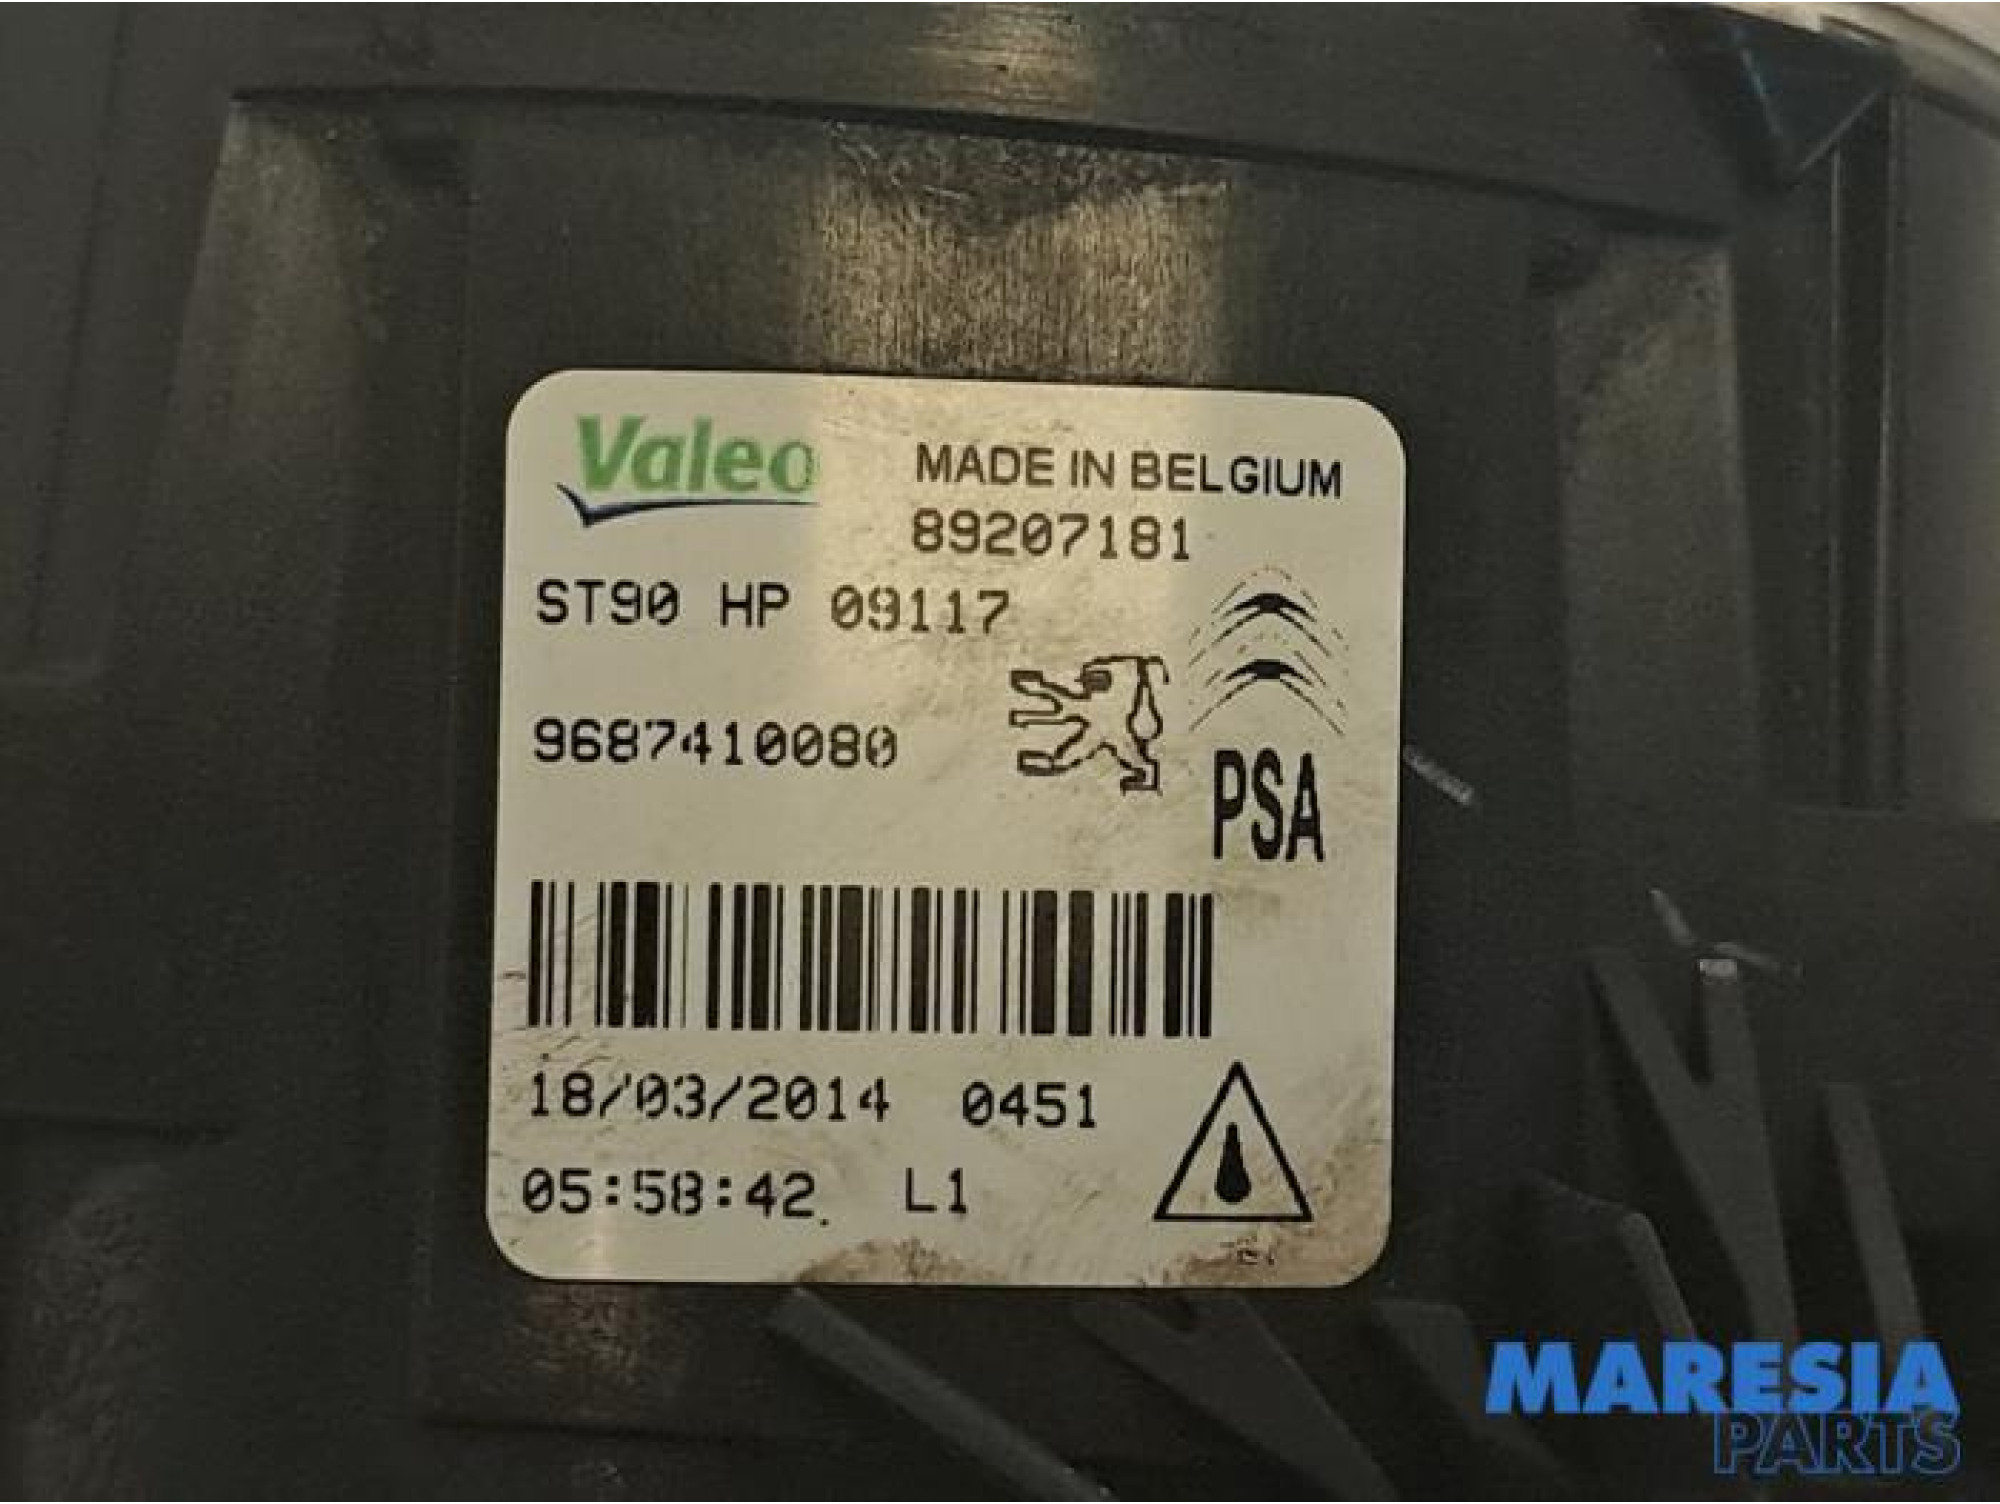 Valeo
MADE IN BELGIUM
89207181
ST90 HP 09117
9687410080
PSA
18/03/2014 0451
05:58:42 L1
MARESIA
PARTS